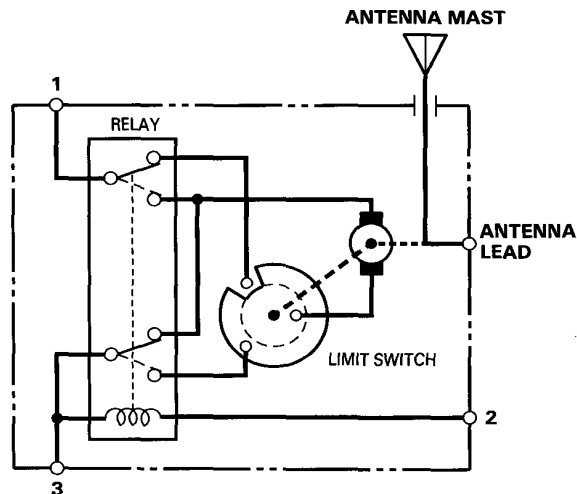 ANTENNA MAST
1
RELAY
ANTENNA
LEAD
LIMIT SWITCH
2
3